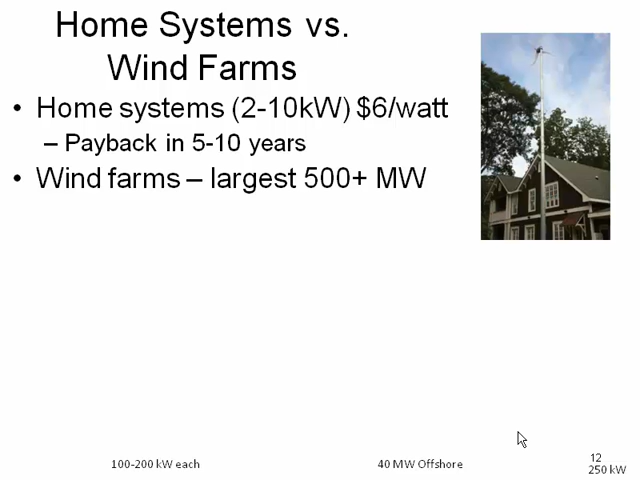 Home Systems vs.
Wind Farms
• Home systems (2-10kW) $6/watt
– Payback in 5-10 years
• Wind farms – largest 500+ MW
100-200 kW each
40 MW Offshore
12
250 kW